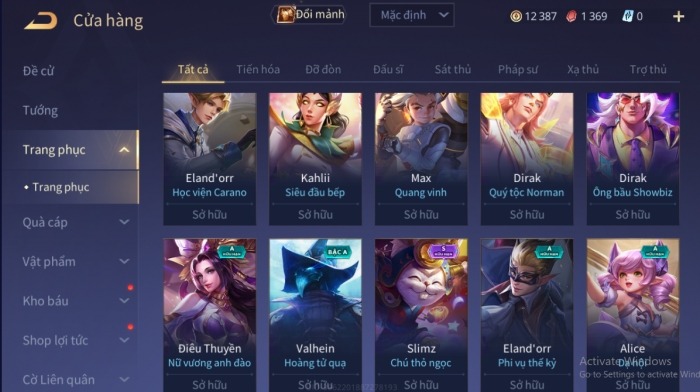 Cửa hàng
Đổi mảnh
Mặc định
12 387
1 369
0
Đề cử
Tướng
Trang phục
Trang phục
Quà cáp
Vật phẩm
Kho báu
Shop lợi tức
Cờ Liên quân
Tất cả Tiến hóa Đỡ đòn Đấu sĩ Sát thủ Pháp sư Xạ thủ Trợ thủ
Eland'orr
Học viện Carano
Sở hữu
Kahlii
Siêu đầu bếp
Sở hữu
Max
Quang vinh
Sở hữu
Dirak
Quý tộc Norman
Sở hữu
Dirak
Ông bầu Showbiz
Sở hữu
A
HỮU HẠN
Điêu Thuyền
Nữ vương anh đào
Sở hữu
BẬC A
Valhein
Hoàng tử quạ
Sở hữu
S
HỮU HẠN
Slimz
Chú thỏ ngọc
Sở hữu
A
HỮU HẠN
Eland'orr
Phi vụ thế kỷ
Sở hữu
A
HỮU HẠN
Alice
Dạ hội
Sở hữu
Activate Windows
Go to Settings to activate Wind